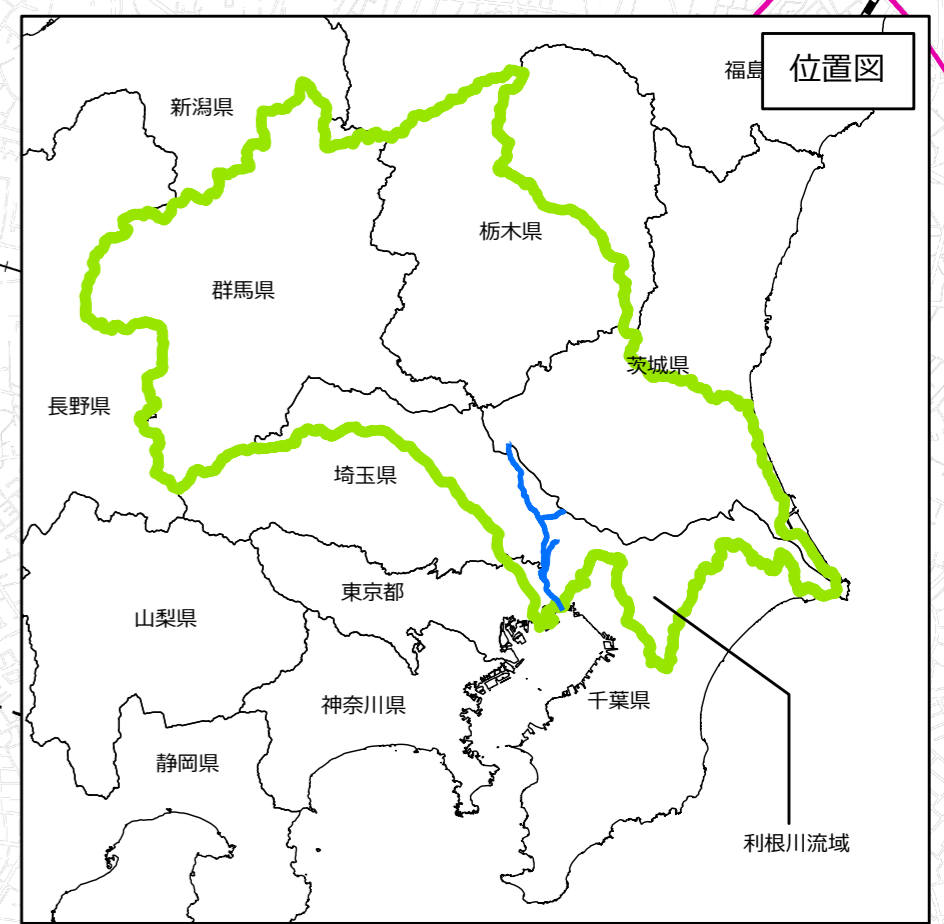 福島
位置図
新潟県
栃木県
群馬県
茨城県
長野県
埼玉県
東京都
山梨県
千葉県
神奈川県
静岡県
利根川流域